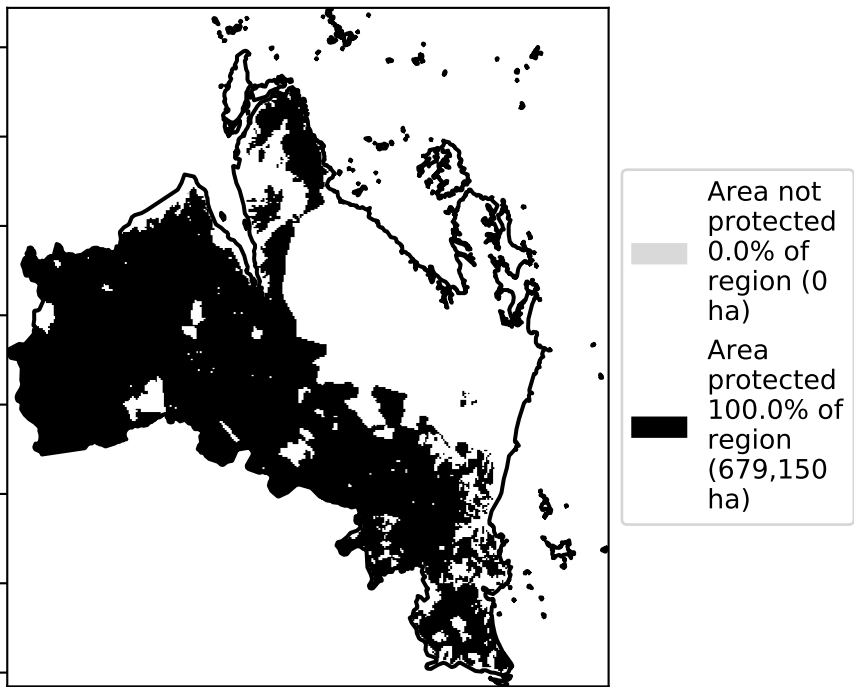 Area not
protected
0.0% of
region (0
ha)
Area
protected
100.0% of
region
(679,150
ha)